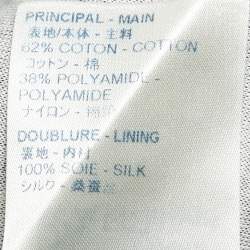 PRINCIPAL - MAIN
表地/本体 - 主料
62% COTON - COTTON
コットン - 棉
38% POLYAMIDE -
POLYAMIDE
ナイロン - 锦纶
DOUBLURE - LINING
裏地 - 内衬
100% SOIE - SILK
シルク - 桑蚕丝